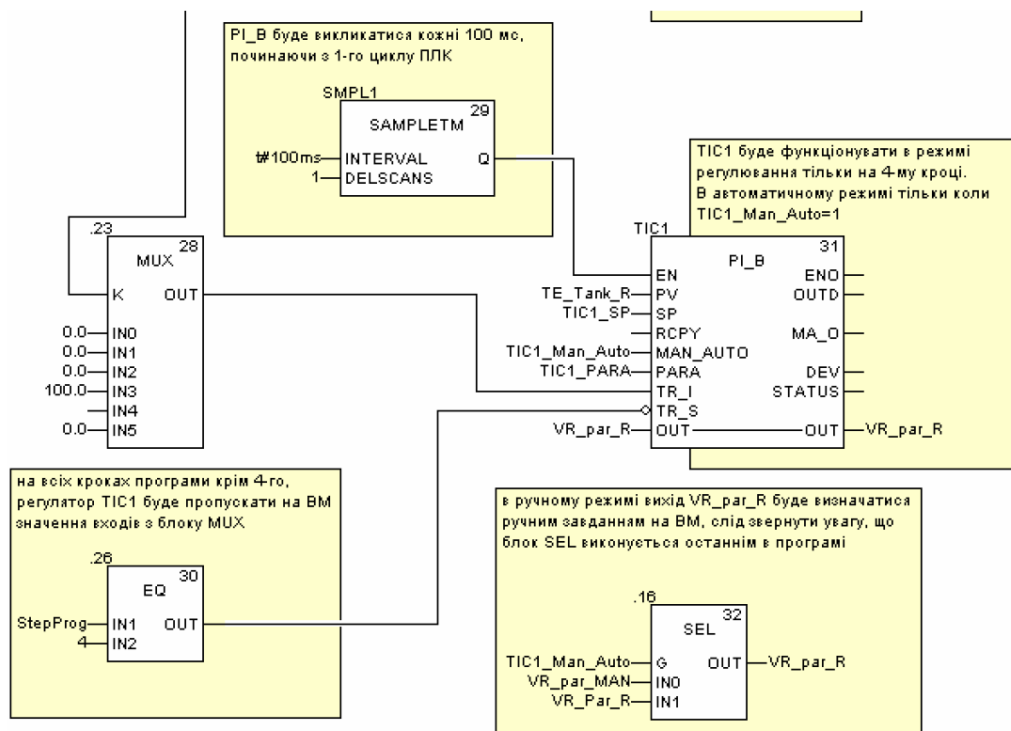 PI_B буде викликатися кожні 100 мс,
починаючи з 1-го циклу ПЛК
SMPL1
29
SAMPLETM
t#100ms INTERVAL Q
1 DELSCANS
TIC1 буде функціонувати в режимі
регулювання тільки на 4-му кроці.
В автоматичному режимі тільки коли
TIC1_Man_Auto=1
.23
28
MUX
K OUT
0.0 IN0
0.0 IN1
0.0 IN2
100.0 IN3
IN4
0.0 IN5
TIC1
31
PI_B
EN ENO
TE_Tank_R PV OUTD
TIC1_SP SP
RCPY MA_O
TIC1_Man_Auto MAN_AUTO
TIC1_PARA PARA DEV
TR_I STATUS
TR_S
VR_par_R OUT OUT VR_par_R
на всіх кроках програми крім 4-го,
регулятор TIC1 буде пропускати на ВМ
значення входів з блоку MUX
.26
30
EQ
StepProg IN1 OUT
4 IN2
в ручному режимі вихід VR_par_R буде визначатися
ручним завданням на ВМ, слід звернути увагу, що
блок SEL виконується останнім в програмі
.16
32
SEL
TIC1_Man_Auto G OUT VR_par_R
VR_par_MAN IN0
VR_Par_R IN1